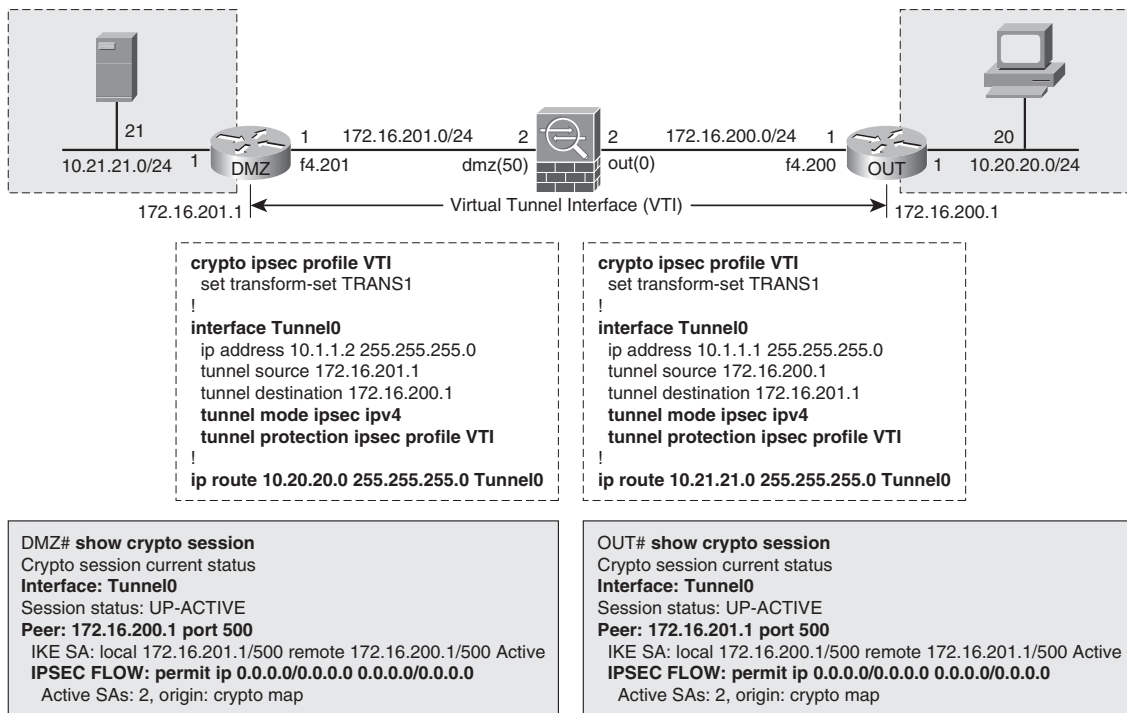 21
10.21.21.0/24
1
DMZ
1
172.16.201.0/24
f4.201
2
dmz(50)
2
out(0)
172.16.200.0/24
1
f4.200
OUT
1
20
10.20.20.0/24
172.16.201.1
Virtual Tunnel Interface (VTI)
172.16.200.1
crypto ipsec profile VTI
set transform-set TRANS1
!
interface Tunnel0
ip address 10.1.1.2 255.255.255.0
tunnel source 172.16.201.1
tunnel destination 172.16.200.1
tunnel mode ipsec ipv4
tunnel protection ipsec profile VTI
!
ip route 10.20.20.0 255.255.255.0 Tunnel0
crypto ipsec profile VTI
set transform-set TRANS1
!
interface Tunnel0
ip address 10.1.1.1 255.255.255.0
tunnel source 172.16.200.1
tunnel destination 172.16.201.1
tunnel mode ipsec ipv4
tunnel protection ipsec profile VTI
!
ip route 10.21.21.0 255.255.255.0 Tunnel0
DMZ# show crypto session
Crypto session current status
Interface: Tunnel0
Session status: UP-ACTIVE
Peer: 172.16.200.1 port 500
IKE SA: local 172.16.201.1/500 remote 172.16.200.1/500 Active
IPSEC FLOW: permit ip 0.0.0.0/0.0.0.0 0.0.0.0/0.0.0.0
Active SAs: 2, origin: crypto map
OUT# show crypto session
Crypto session current status
Interface: Tunnel0
Session status: UP-ACTIVE
Peer: 172.16.201.1 port 500
IKE SA: local 172.16.200.1/500 remote 172.16.201.1/500 Active
IPSEC FLOW: permit ip 0.0.0.0/0.0.0.0 0.0.0.0/0.0.0.0
Active SAs: 2, origin: crypto map